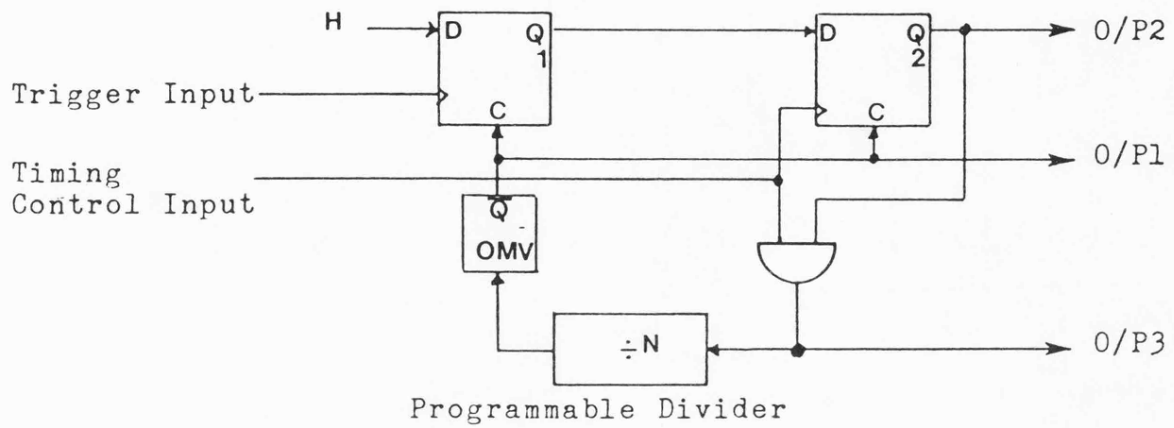 H
D Q
1
C
D Q
2
C
O/P2
Trigger Input
O/P1
Timing
Control Input
Q̅
OMV
÷N
O/P3
Programmable Divider